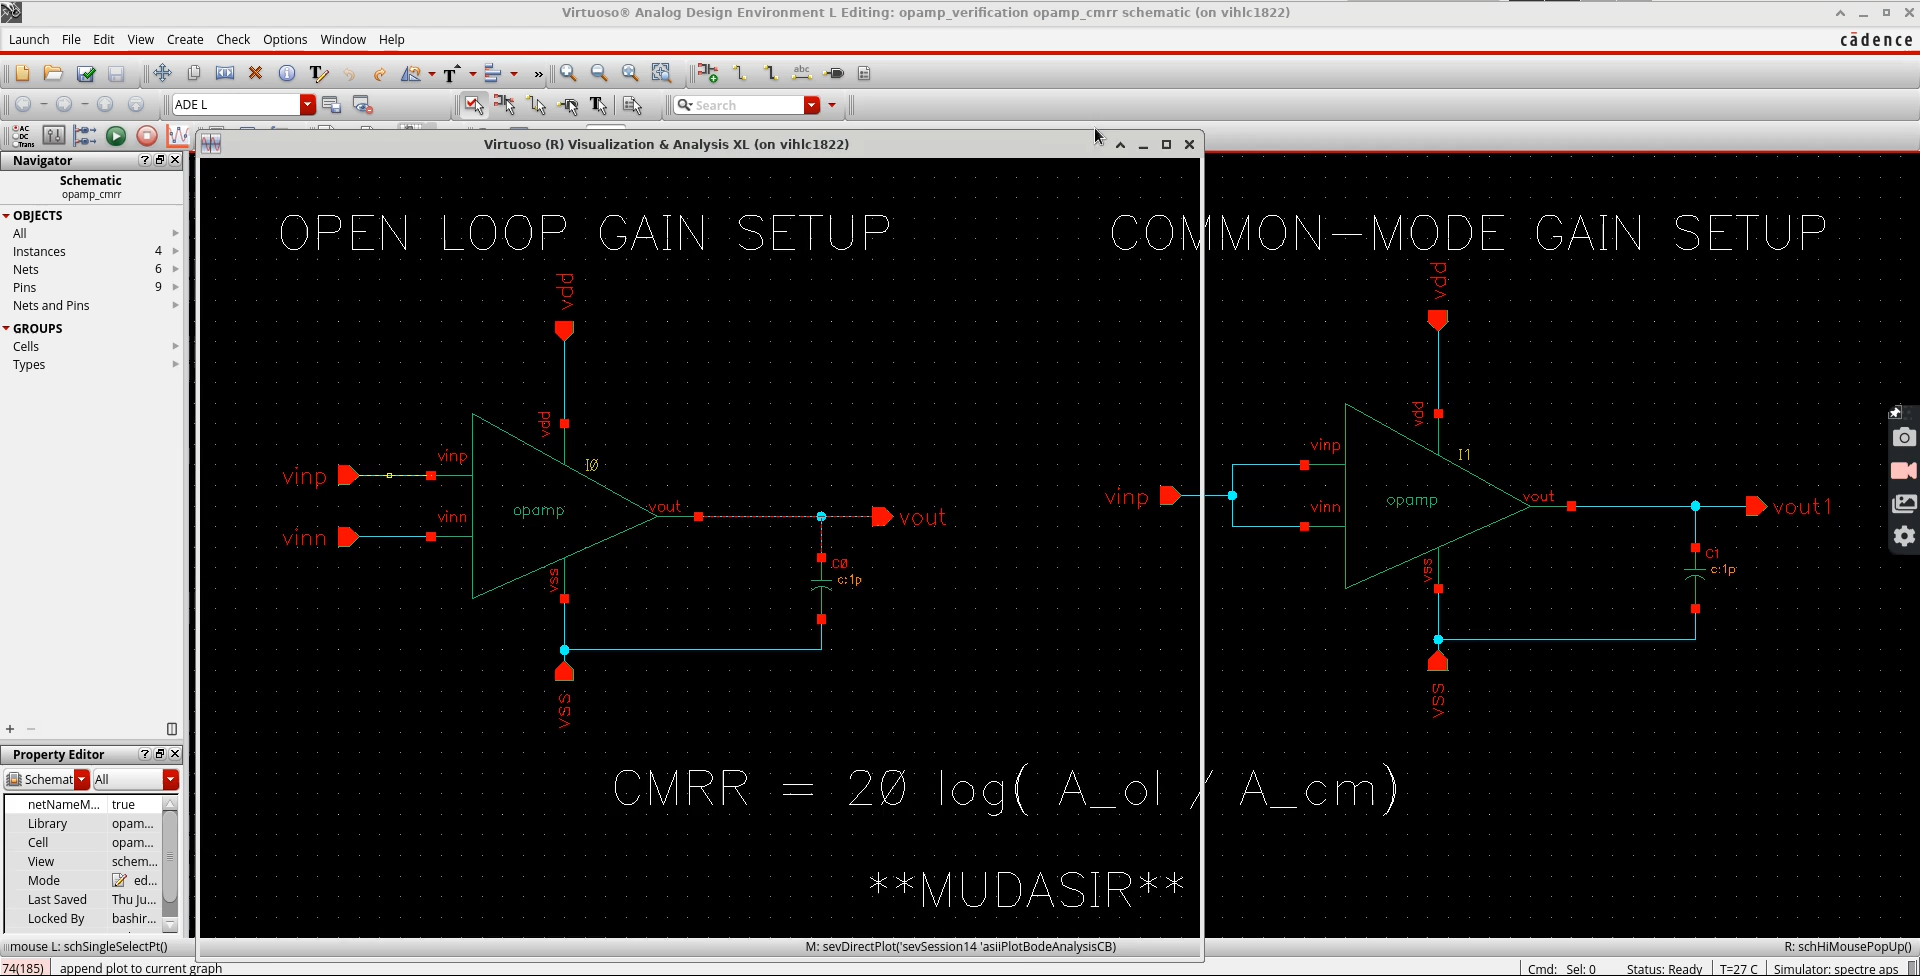 Virtuoso® Analog Design Environment L Editing: opamp_verification opamp_cmrr schematic (on vihlc1822)
Launch File Edit View Create Check Options Window Help
cādence
ADE L
Search
AC
DC
Trans
Virtuoso (R) Visualization & Analysis XL (on vihlc1822)
Navigator
Schematic
opamp_cmrr
OBJECTS
All
Instances 4
Nets 6
Pins 9
Nets and Pins
GROUPS
Cells
Types
OPEN LOOP GAIN SETUP
COMMON-MODE GAIN SETUP
vdd
vdd
vdd
vdd
vinp
vinp
I0
vinn
vinn
opamp
vout
vout
vss
C0
c:1p
vss
vinp
vinp
I1
vinn
opamp
vout
vout1
vss
C1
c:1p
vss
CMRR = 20 log( A_ol / A_cm)
**MUDASIR**
Property Editor
Schemat All
netNameM... true
Library opam...
Cell opam...
View schem...
Mode ed...
Last Saved Thu Ju...
Locked By bashir...
mouse L: schSingleSelectPt()
M: sevDirectPlot('sevSession14 'asiiPlotBodeAnalysisCB)
R: schHiMousePopUp()
74(185) append plot to current graph
Cmd: Sel: 0 Status: Ready T=27 C Simulator: spectre aps